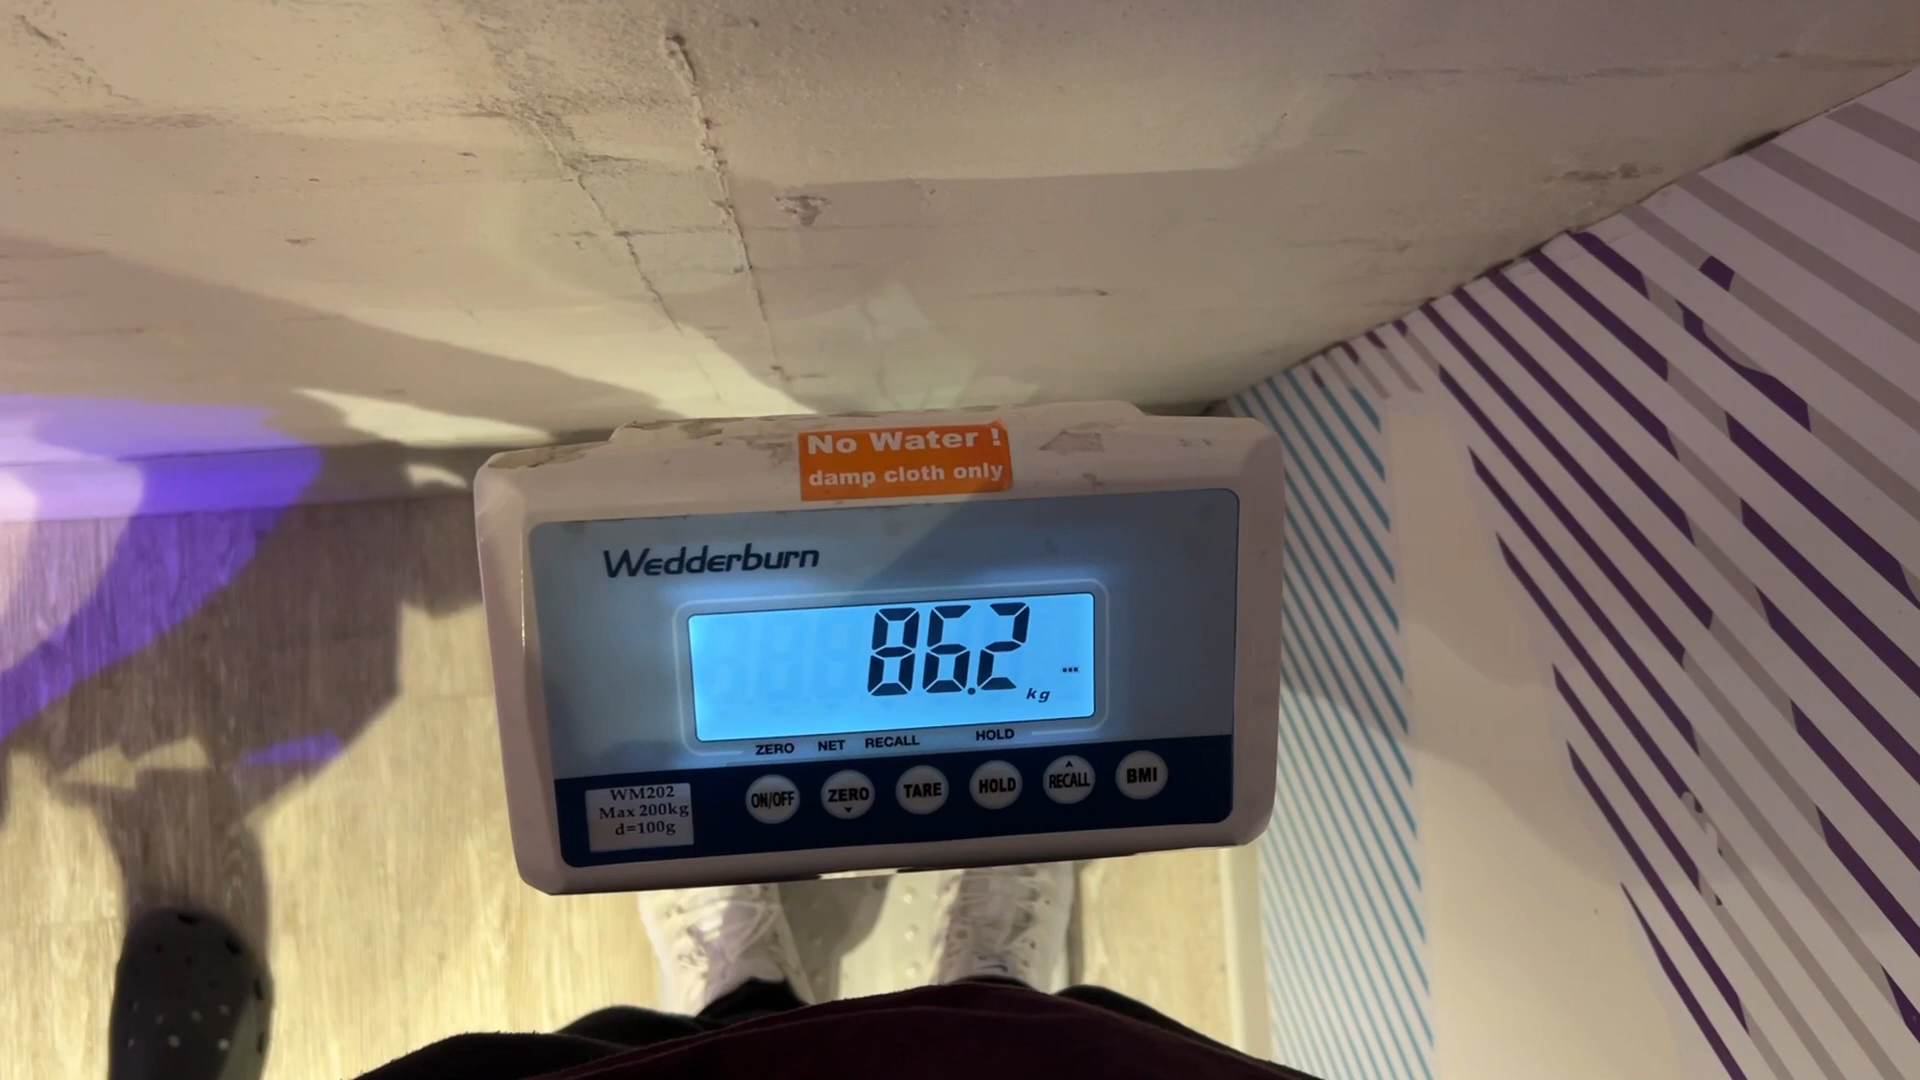 No Water !
damp cloth only
Wedderburn
86.2
kg
ZERO NET RECALL HOLD
WM202
Max 200kg
d=100g
ON/OFF ZERO TARE HOLD RECALL BMI